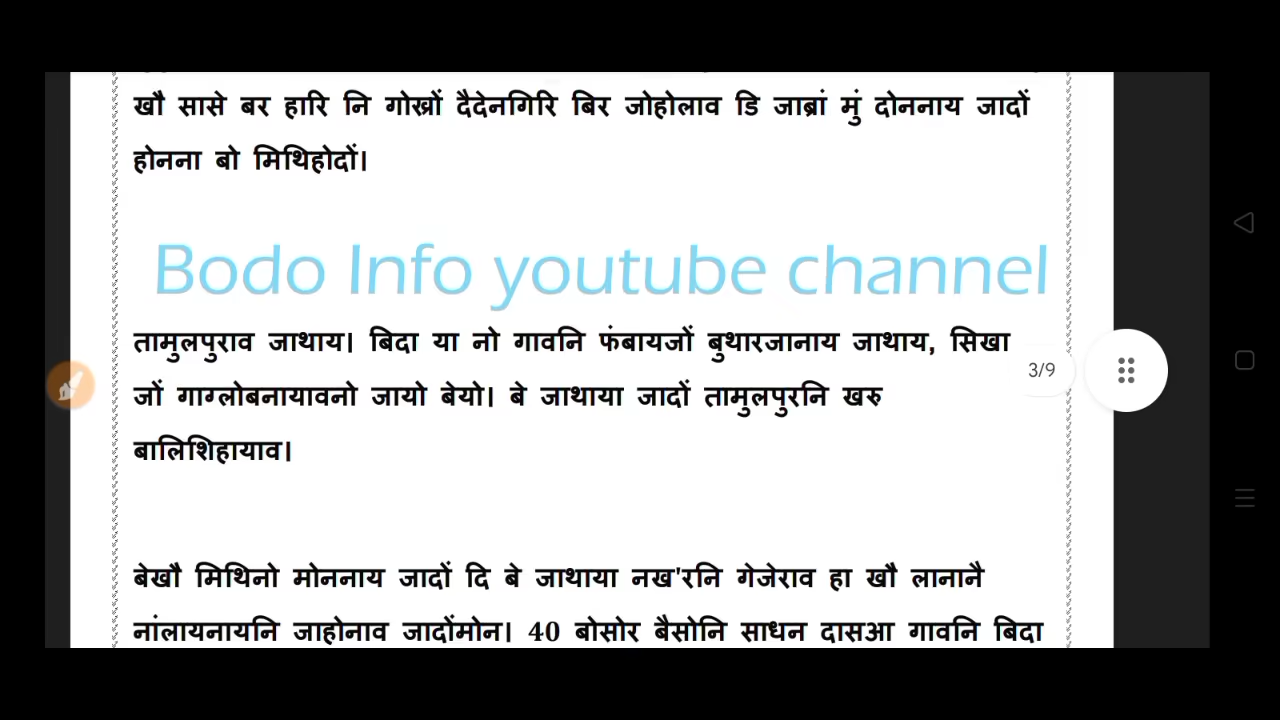 खौ सासे बर हारि नि गोख्रों दैदेनगिरि बिर जोहोलाव डि जाब्रां मुं दोननाय जादों
होनना बो मिथिहोदों।
Bodo Info youtube channel
तामुलपुराव जाथाय। बिदा या नो गावनि फंबायजों बुथारजानाय जाथाय, सिखा
जों गाग्लोबनायावनो जायो बेयो। बे जाथाया जादों तामुलपुरनि खरु
बालिशिहायाव।
3/9
बेखौ मिथिनो मोननाय जादों दि बे जाथाया नख'रनि गेजेराव हा खौ लानानै
नांलायनायनि जाहोनाव जादोंमोन। 40 बोसोर बैसोनि साधन दासआ गावनि बिदा